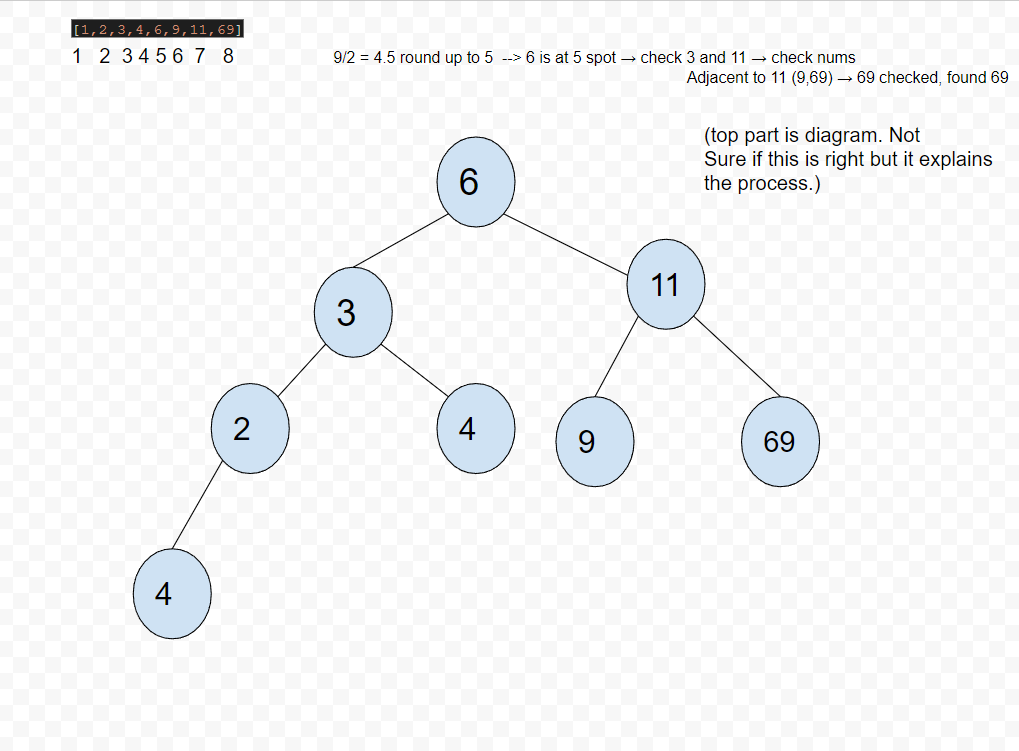 [1,2,3,4,6,9,11,69]
1 2 3 4 5 6 7 8
9/2 = 4.5 round up to 5 --> 6 is at 5 spot → check 3 and 11 → check nums
Adjacent to 11 (9,69) → 69 checked, found 69
(top part is diagram. Not
Sure if this is right but it explains
the process.)
6
3
11
2
4
9
69
4